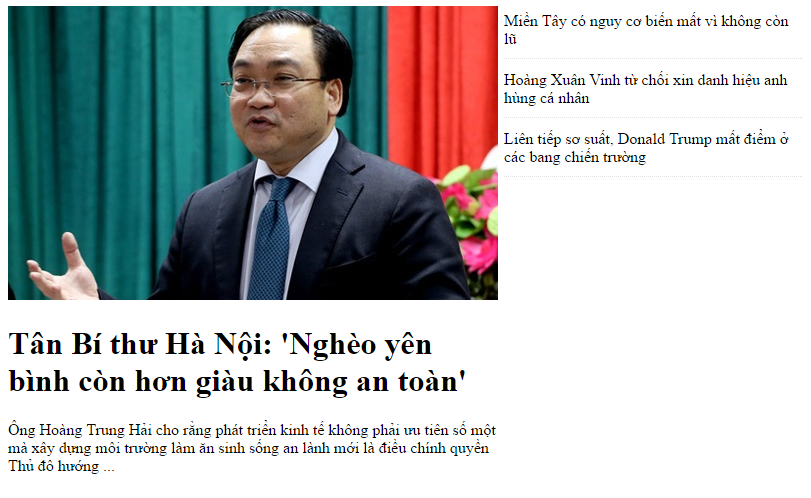 Tân Bí thư Hà Nội: 'Nghèo yên
bình còn hơn giàu không an toàn'
Ông Hoàng Trung Hải cho rằng phát triển kinh tế không phải ưu tiên số một
mà xây dựng môi trường làm ăn sinh sống an lành mới là điều chính quyền
Thủ đô hướng ...
Miền Tây có nguy cơ biến mất vì không còn
lũ
Hoàng Xuân Vinh từ chối xin danh hiệu anh
hùng cá nhân
Liên tiếp sơ suất, Donald Trump mất điểm ở
các bang chiến trường